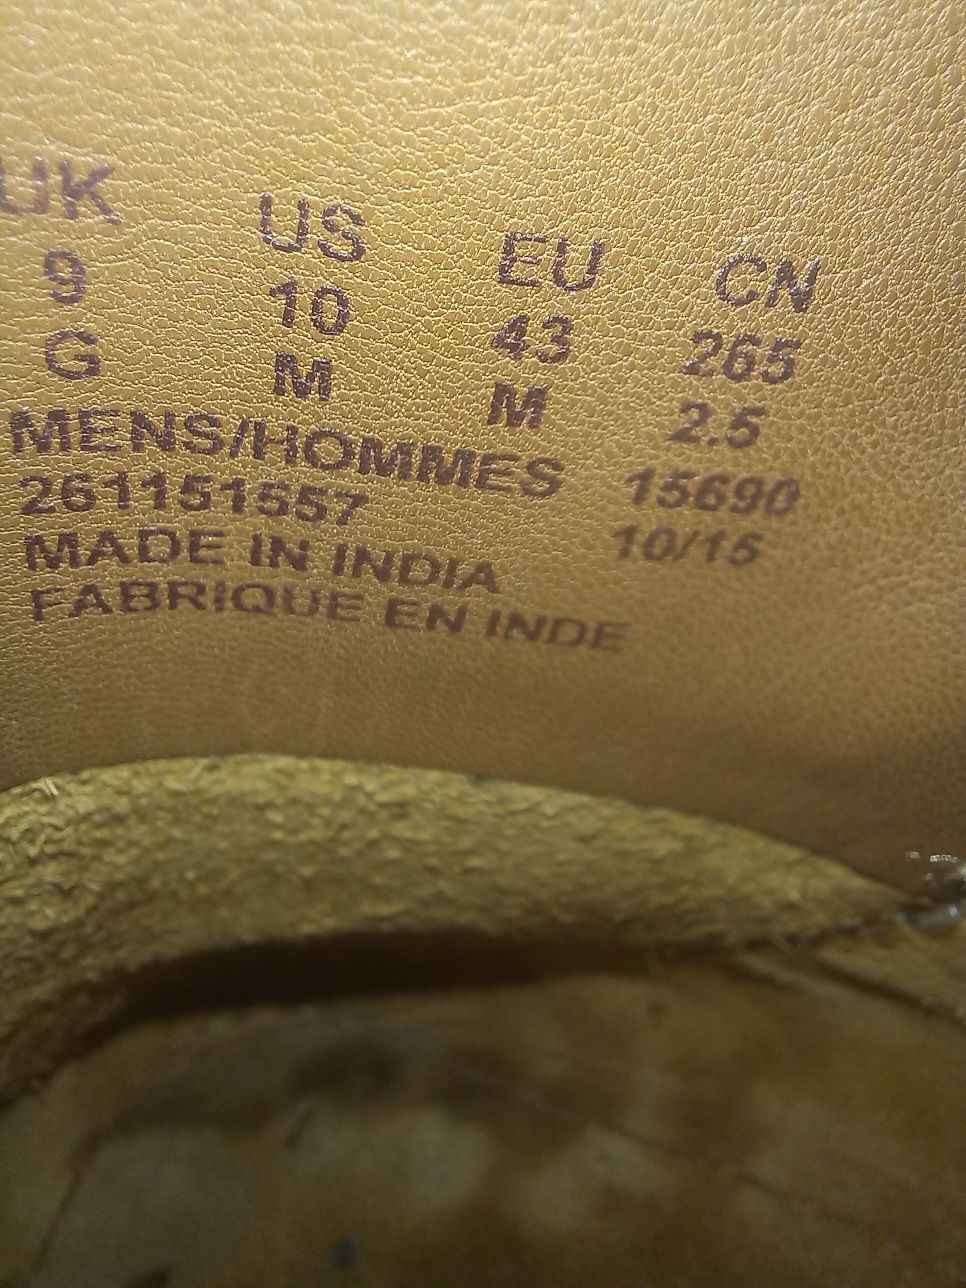 UK US EU CN
9 10 43 265
G M M 2.5
MENS/HOMMES 15690
261151557 10/15
MADE IN INDIA
FABRIQUE EN INDE